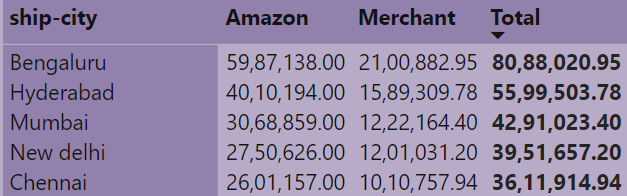 ship-city Amazon Merchant Total
Bengaluru 59,87,138.00 21,00,882.95 80,88,020.95
Hyderabad 40,10,194.00 15,89,309.78 55,99,503.78
Mumbai 30,68,859.00 12,22,164.40 42,91,023.40
New delhi 27,50,626.00 12,01,031.20 39,51,657.20
Chennai 26,01,157.00 10,10,757.94 36,11,914.94